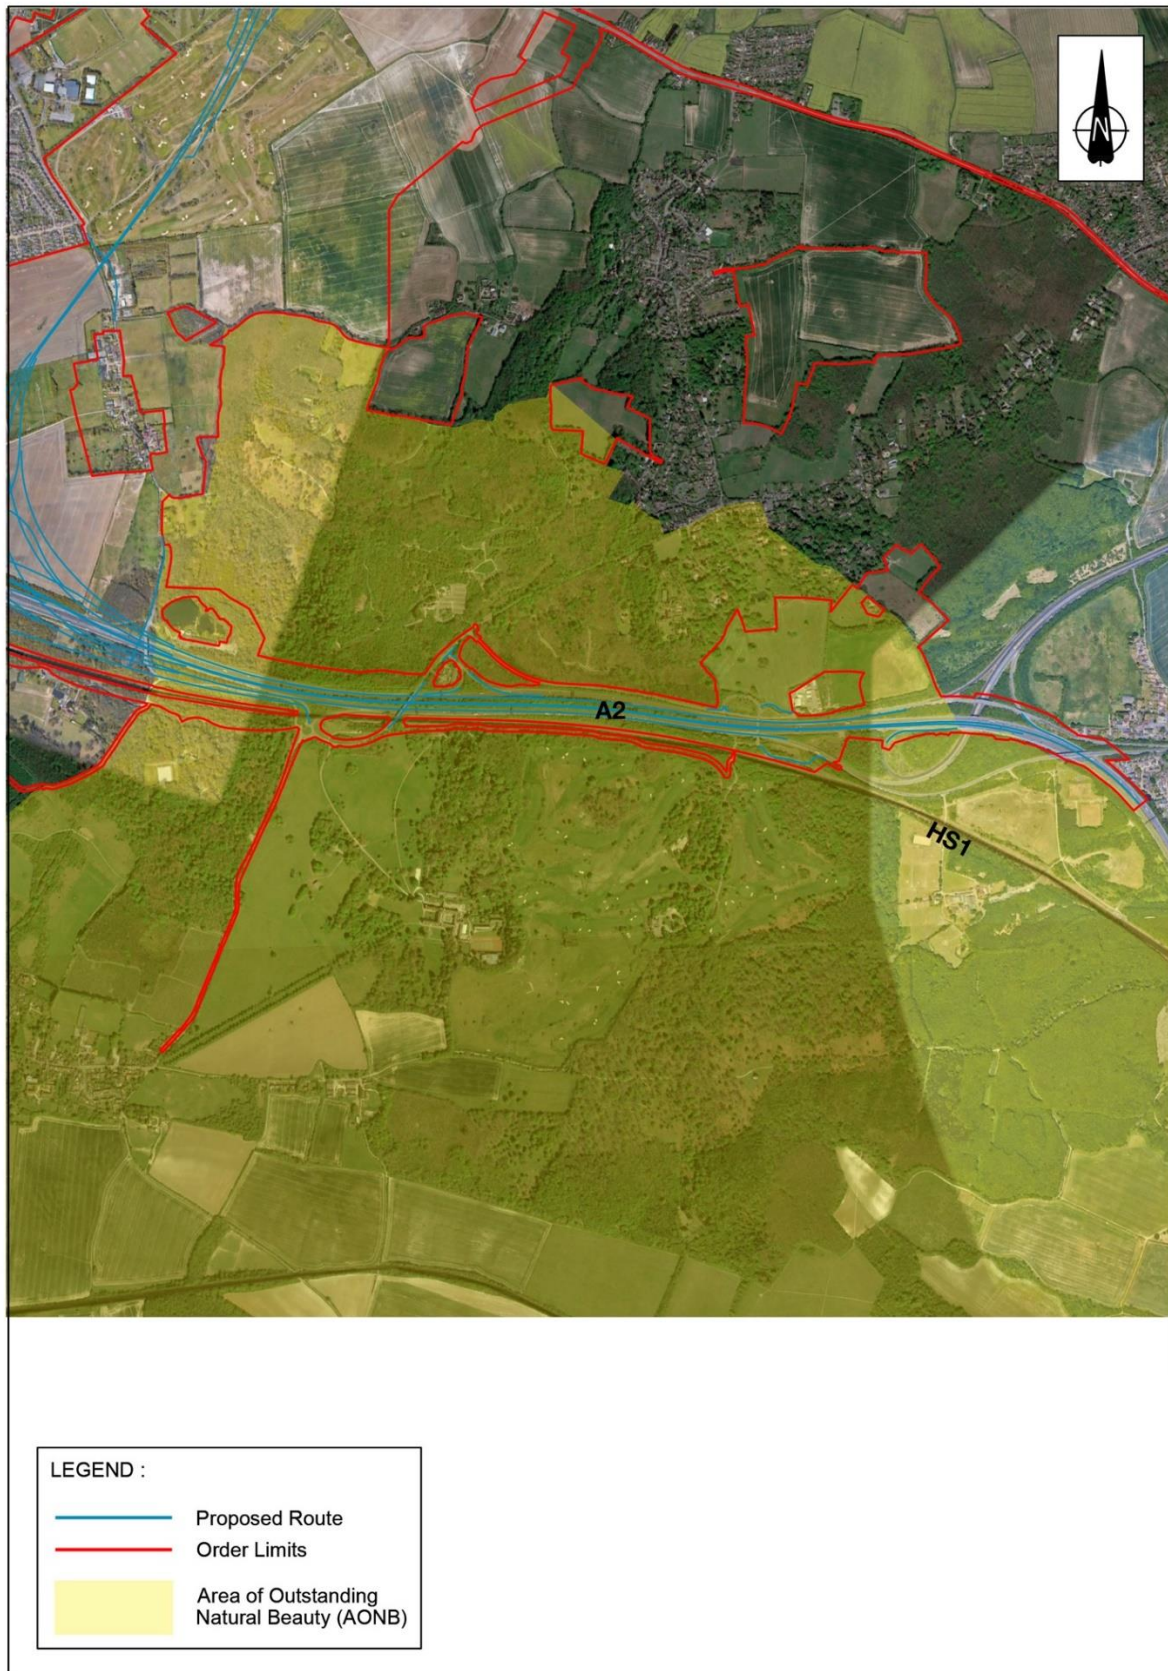 N
A2
HS1
LEGEND :
Proposed Route
Order Limits
Area of Outstanding
Natural Beauty (AONB)